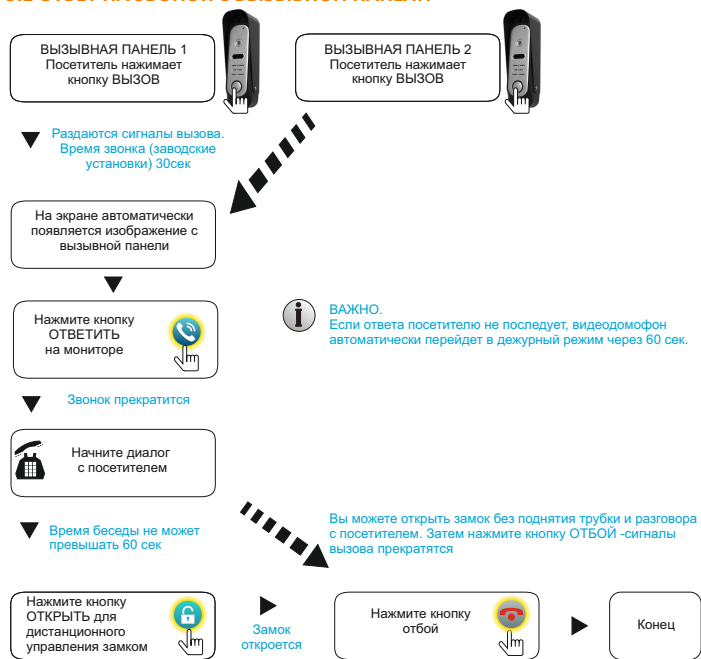 ВЫЗЫВНАЯ ПАНЕЛЬ 1
Посетитель нажимает
кнопку ВЫЗОВ
ВЫЗЫВНАЯ ПАНЕЛЬ 2
Посетитель нажимает
кнопку ВЫЗОВ
Раздаются сигналы вызова.
Время звонка (заводские
установки) 30сек
На экране автоматически
появляется изображение с
вызывной панели
Нажмите кнопку
ОТВЕТИТЬ
на мониторе
ВАЖНО.
Если ответа посетителю не последует, видеодомофон
автоматически перейдет в дежурный режим через 60 сек.
Звонок прекратится
Начните диалог
с посетителем
Время беседы не может
превышать 60 сек
Вы можете открыть замок без поднятия трубки и разговора
с посетителем. Затем нажмите кнопку ОТБОЙ -сигналы
вызова прекратятся
Нажмите кнопку
ОТКРЫТЬ для
дистанционного
управления замком
Замок
откроется
Нажмите кнопку
отбой
Конец